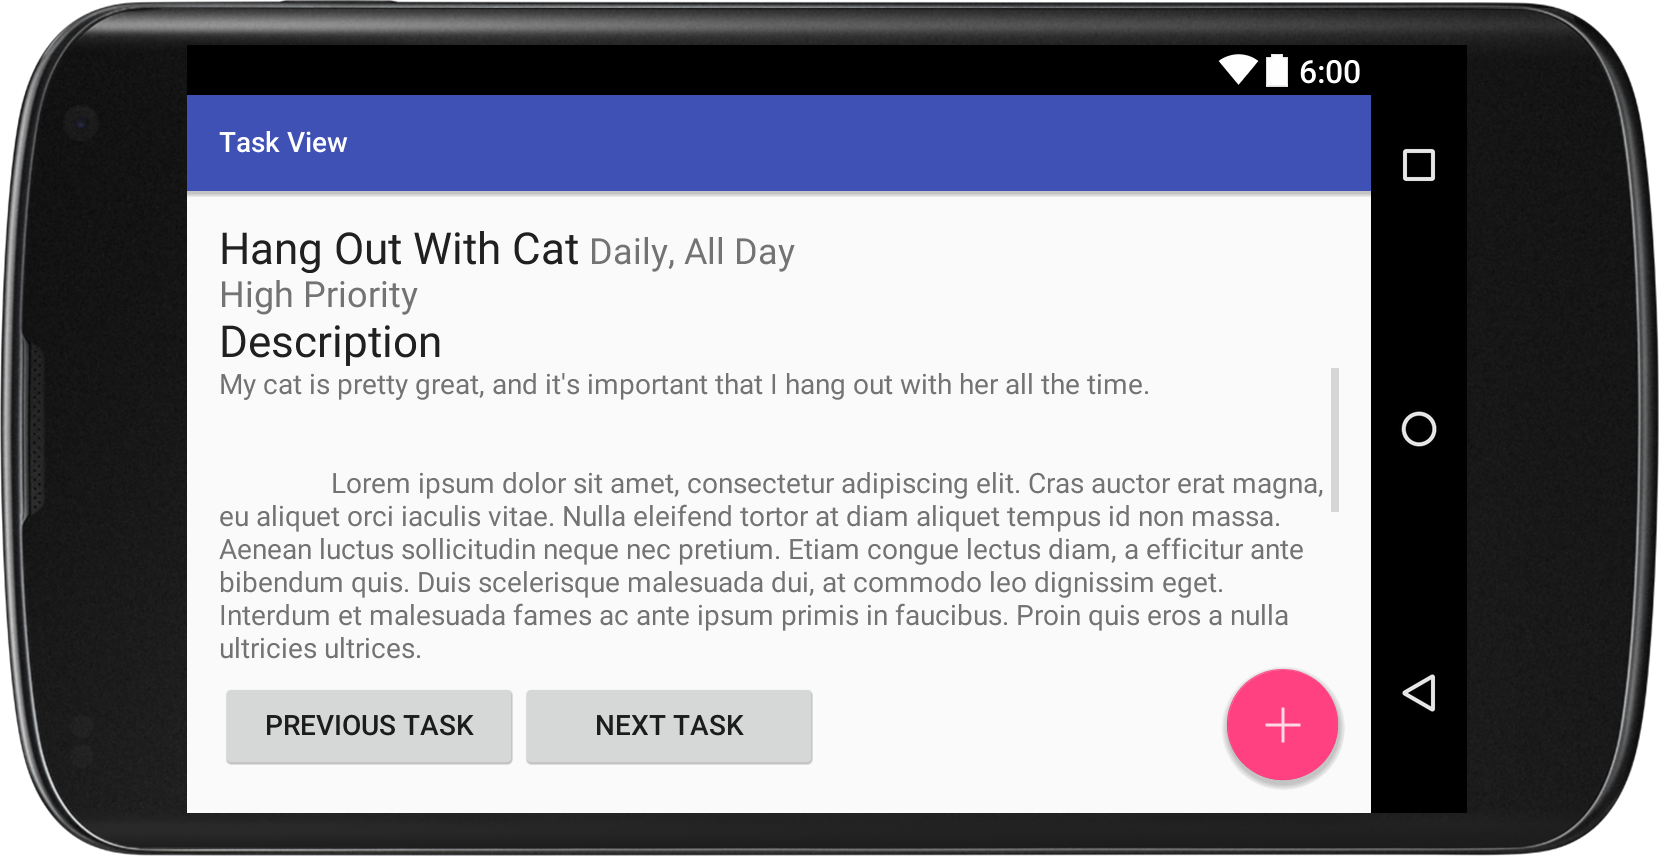 6:00
Task View
Hang Out With Cat Daily, All Day
High Priority
Description
My cat is pretty great, and it's important that I hang out with her all the time.
Lorem ipsum dolor sit amet, consectetur adipiscing elit. Cras auctor erat magna,
eu aliquet orci iaculis vitae. Nulla eleifend tortor at diam aliquet tempus id non massa.
Aenean luctus sollicitudin neque nec pretium. Etiam congue lectus diam, a efficitur ante
bibendum quis. Duis scelerisque malesuada dui, at commodo leo dignissim eget.
Interdum et malesuada fames ac ante ipsum primis in faucibus. Proin quis eros a nulla
ultricies ultrices.
PREVIOUS TASK NEXT TASK